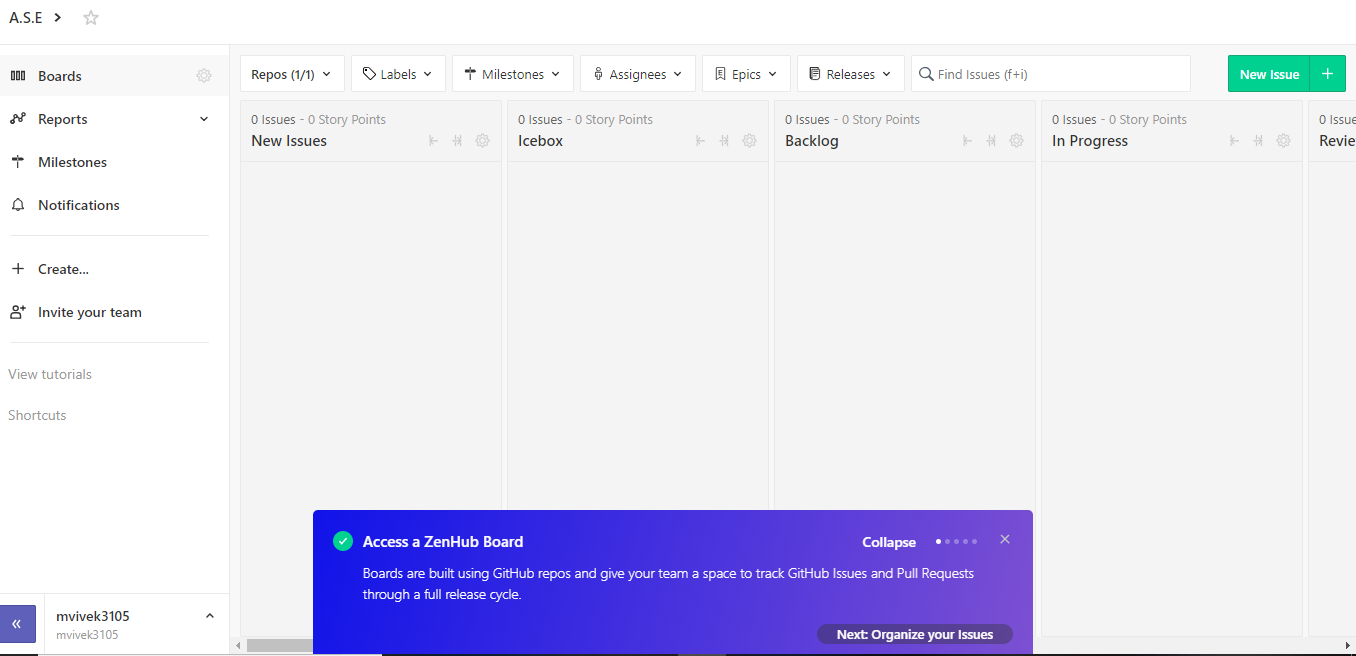 A.S.E
Boards
Reports
Milestones
Notifications
Create...
Invite your team
View tutorials
Shortcuts
mvivek3105
mvivek3105
Repos (1/1)
Labels
Milestones
Assignees
Epics
Releases
Find Issues (f+i)
New Issue
0 Issues - 0 Story Points
New Issues
0 Issues - 0 Story Points
Icebox
0 Issues - 0 Story Points
Backlog
0 Issues - 0 Story Points
In Progress
0 Issue
Revie
Access a ZenHub Board
Collapse
Boards are built using GitHub repos and give your team a space to track GitHub Issues and Pull Requests
through a full release cycle.
Next: Organize your Issues